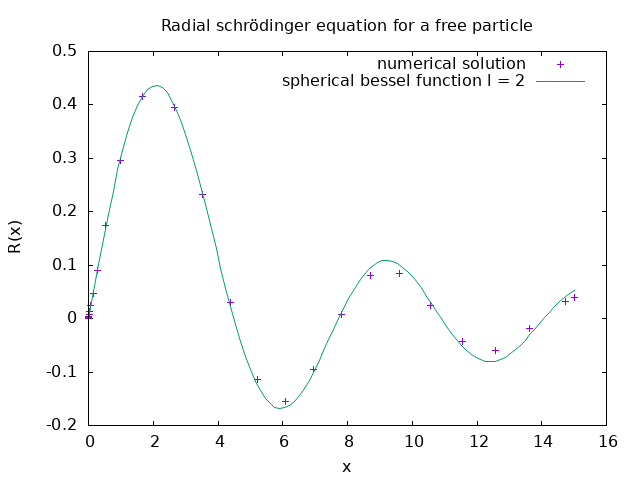 Radial schrödinger equation for a free particle
numerical solution
spherical bessel function l = 2
0.5
0.4
0.3
0.2
0.1
0
-0.1
-0.2
R(x)
0 2 4 6 8 10 12 14 16
x